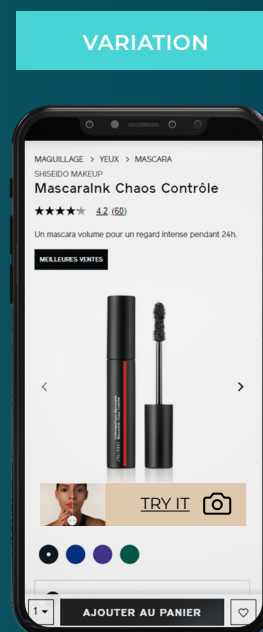 VARIATION
MAQUILLAGE > YEUX > MASCARA
SHISEIDO MAKEUP
MascaraInk Chaos Contrôle
4.2 (60)
Un mascara volume pour un regard intense pendant 24h.
MEILLEURES VENTES
TRY IT
1
AJOUTER AU PANIER